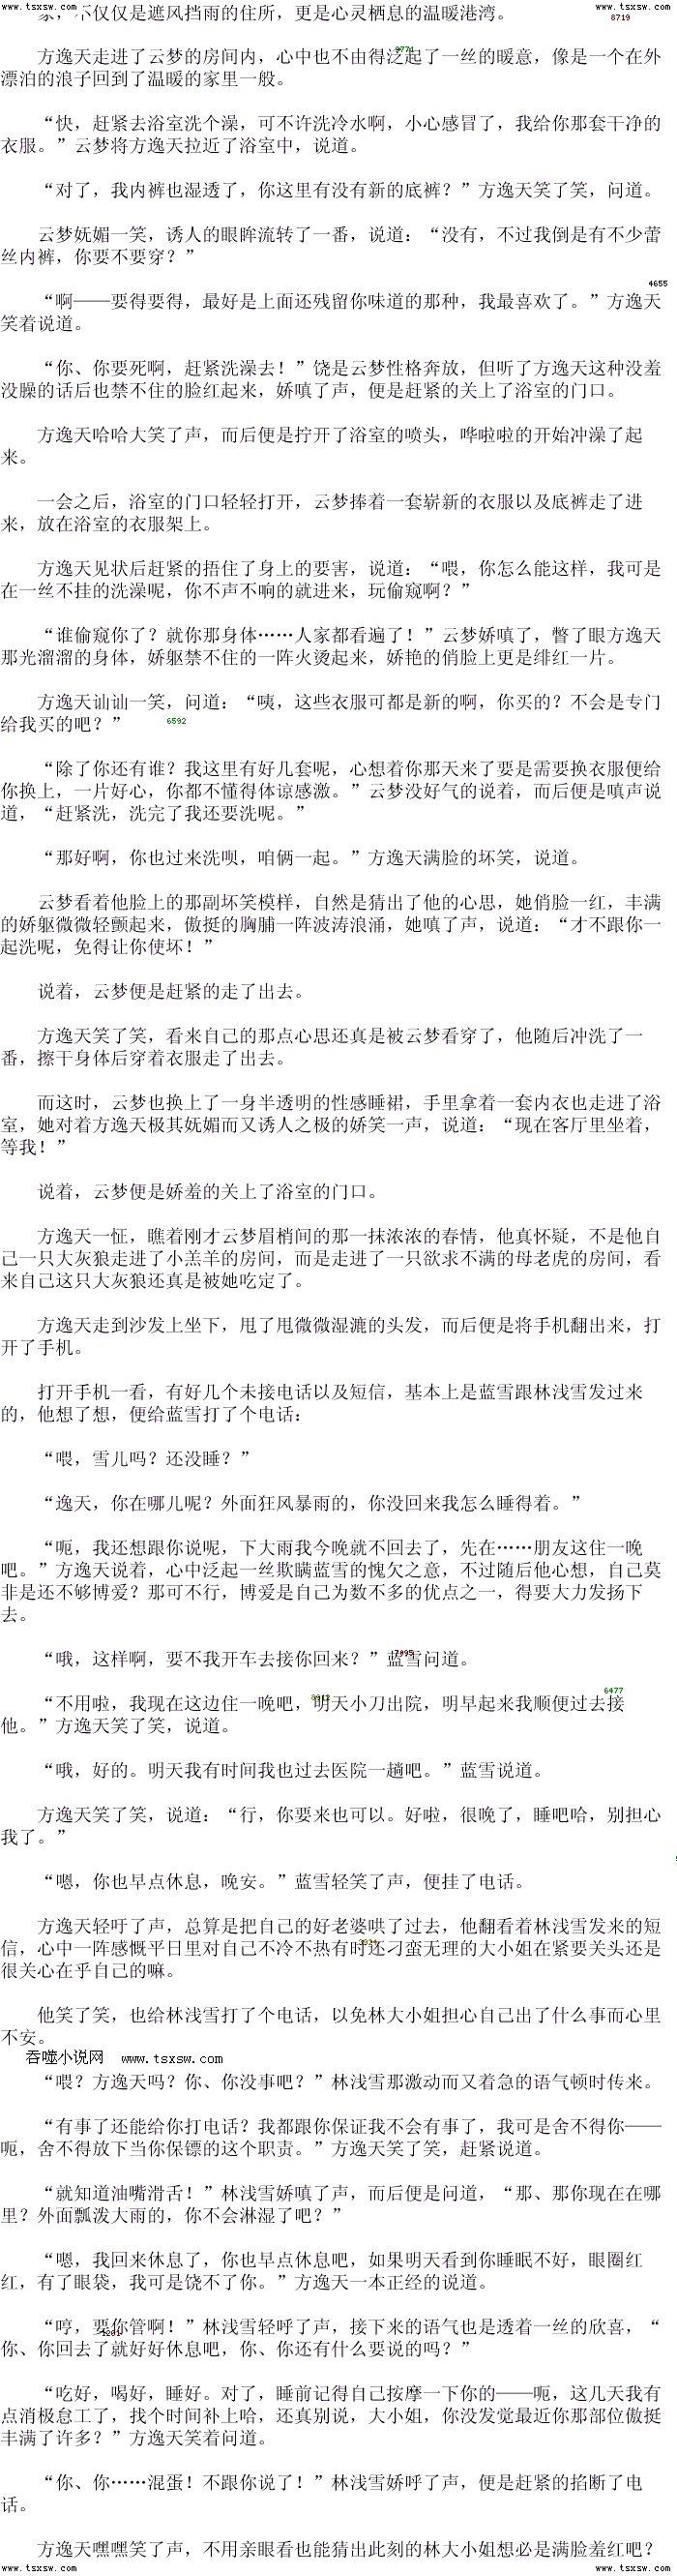 www.tsxsw.com www.tsxsw.com
家，不仅仅是遮风挡雨的住所，更是心灵栖息的温暖港湾。
8719
方逸天走进了云梦的房间内，心中也不由得泛起了一丝的暖意，像是一个在外
漂泊的浪子回到了温暖的家里一般。
“快，赶紧去浴室洗个澡，可不许洗冷水啊，小心感冒了，我给你那套干净的
衣服。”云梦将方逸天拉近了浴室中，说道。
“对了，我内裤也湿透了，你这里有没有新的底裤？”方逸天笑了笑，问道。
云梦妩媚一笑，诱人的眼眸流转了一番，说道：“没有，不过我倒是有不少蕾
丝内裤，你要不要穿？”
4655
“啊——要得要得，最好是上面还残留你味道的那种，我最喜欢了。”方逸天
笑着说道。
“你、你要死啊，赶紧洗澡去！”饶是云梦性格奔放，但听了方逸天这种没羞
没臊的话后也禁不住的脸红起来，娇嗔了声，便是赶紧的关上了浴室的门口。
方逸天哈哈大笑了声，而后便是拧开了浴室的喷头，哗啦啦的开始冲澡了起
来。
一会之后，浴室的门口轻轻打开，云梦捧着一套崭新的衣服以及底裤走了进
来，放在浴室的衣服架上。
方逸天见状后赶紧的捂住了身上的要害，说道：“喂，你怎么能这样，我可是
在一丝不挂的洗澡呢，你不声不响的就进来，玩偷窥啊？”
“谁偷窥你了？就你那身体……人家都看遍了！”云梦娇嗔了，瞥了眼方逸天
那光溜溜的身体，娇躯禁不住的一阵火烫起来，娇艳的俏脸上更是绯红一片。
方逸天讪讪一笑，问道：“咦，这些衣服可都是新的啊，你买的？不会是专门
给我买的吧？”
6592
“除了你还有谁？我这里有好几套呢，心想着你那天来了要是需要换衣服便给
你换上，一片好心，你都不懂得体谅感激。”云梦没好气的说着，而后便是嗔声说
道，“赶紧洗，洗完了我还要洗呢。”
“那好啊，你也过来洗呗，咱俩一起。”方逸天满脸的坏笑，说道。
云梦看着他脸上的那副坏笑模样，自然是猜出了他的心思，她俏脸一红，丰满
的娇躯微微轻颤起来，傲挺的胸脯一阵波涛浪涌，她嗔了声，说道：“才不跟你一
起洗呢，免得让你使坏！”
说着，云梦便是赶紧的走了出去。
方逸天笑了笑，看来自己的那点心思还真是被云梦看穿了，他随后冲洗了一
番，擦干身体后穿着衣服走了出去。
而这时，云梦也换上了一身半透明的性感睡裙，手里拿着一套内衣也走进了浴
室，她对着方逸天极其妩媚而又诱人之极的娇笑一声，说道：“现在客厅里坐着，
等我！”
说着，云梦便是娇羞的关上了浴室的门口。
方逸天一怔，瞧着刚才云梦眉梢间的那一抹浓浓的春情，他真怀疑，不是他自
己一只大灰狼走进了小羔羊的房间，而是走进了一只欲求不满的母老虎的房间，看
来自己这只大灰狼还真是被她吃定了。
方逸天走到沙发上坐下，甩了甩微微湿漉的头发，而后便是将手机翻出来，打
开了手机。
打开手机一看，有好几个未接电话以及短信，基本上是蓝雪跟林浅雪发过来
的，他想了想，便给蓝雪打了个电话：
“喂，雪儿吗？还没睡？”
“逸天，你在哪儿呢？外面狂风暴雨的，你没回来我怎么睡得着。”
“呃，我还想跟你说呢，下大雨我今晚就不回去了，先在……朋友这住一晚
吧。”方逸天说着，心中泛起一丝欺瞒蓝雪的愧欠之意，不过随后他心想，自己莫
非是还不够博爱？那可不行，博爱是自己为数不多的优点之一，得要大力发扬下
去。
“哦，这样啊，要不我开车去接你回来？”蓝雪问道。
6477
“不用啦，我现在这边住一晚吧，明天小刀出院，明早起来我顺便过去接
他。”方逸天笑了笑，说道。
“哦，好的。明天我有时间我也过去医院一趟吧。”蓝雪说道。
方逸天笑了笑，说道：“行，你要来也可以。好啦，很晚了，睡吧哈，别担心
我了。”
“嗯，你也早点休息，晚安。”蓝雪轻笑了声，便挂了电话。
方逸天轻吁了声，总算是把自己的好老婆哄了过去，他翻看着林浅雪发来的短
信，心中一阵感慨平日里对自己不冷不热有时还刁蛮无理的大小姐在紧要关头还是
很关心在乎自己的嘛。
他笑了笑，也给林浅雪打了个电话，以免林大小姐担心自己出了什么事而心里
不安。
吞噬小说网 www.tsxsw.com
“喂？方逸天吗？你、你没事吧？”林浅雪那激动而又着急的语气顿时传来。
“有事了还能给你打电话？我都跟你保证我不会有事了，我可是舍不得你——
呃，舍不得放下当你保镖的这个职责。”方逸天笑了笑，赶紧说道。
“就知道油嘴滑舌！”林浅雪娇嗔了声，而后便是问道，“那、那你现在在哪
里？外面瓢泼大雨的，你不会淋湿了吧？”
“嗯，我回来休息了，你也早点休息吧，如果明天看到你睡眠不好，眼圈红
红，有了眼袋，我可是饶不了你。”方逸天一本正经的说道。
“哼，要你管啊！”林浅雪轻呼了声，接下来的语气也是透着一丝的欣喜，“
你、你回去了就好好休息吧，你、你还有什么要说的吗？”
“吃好，喝好，睡好。对了，睡前记得自己按摩一下你的——呃，这几天我有
点消极怠工了，找个时间补上哈，还真别说，大小姐，你没发觉最近你那部位傲挺
丰满了许多？”方逸天笑着问道。
“你、你……混蛋！不跟你说了！”林浅雪娇呼了声，便是赶紧的掐断了电
话。
方逸天嘿嘿笑了声，不用亲眼看也能猜出此刻的林大小姐想必是满脸羞红吧？
www.tsxsw.com www.tsxsw.com